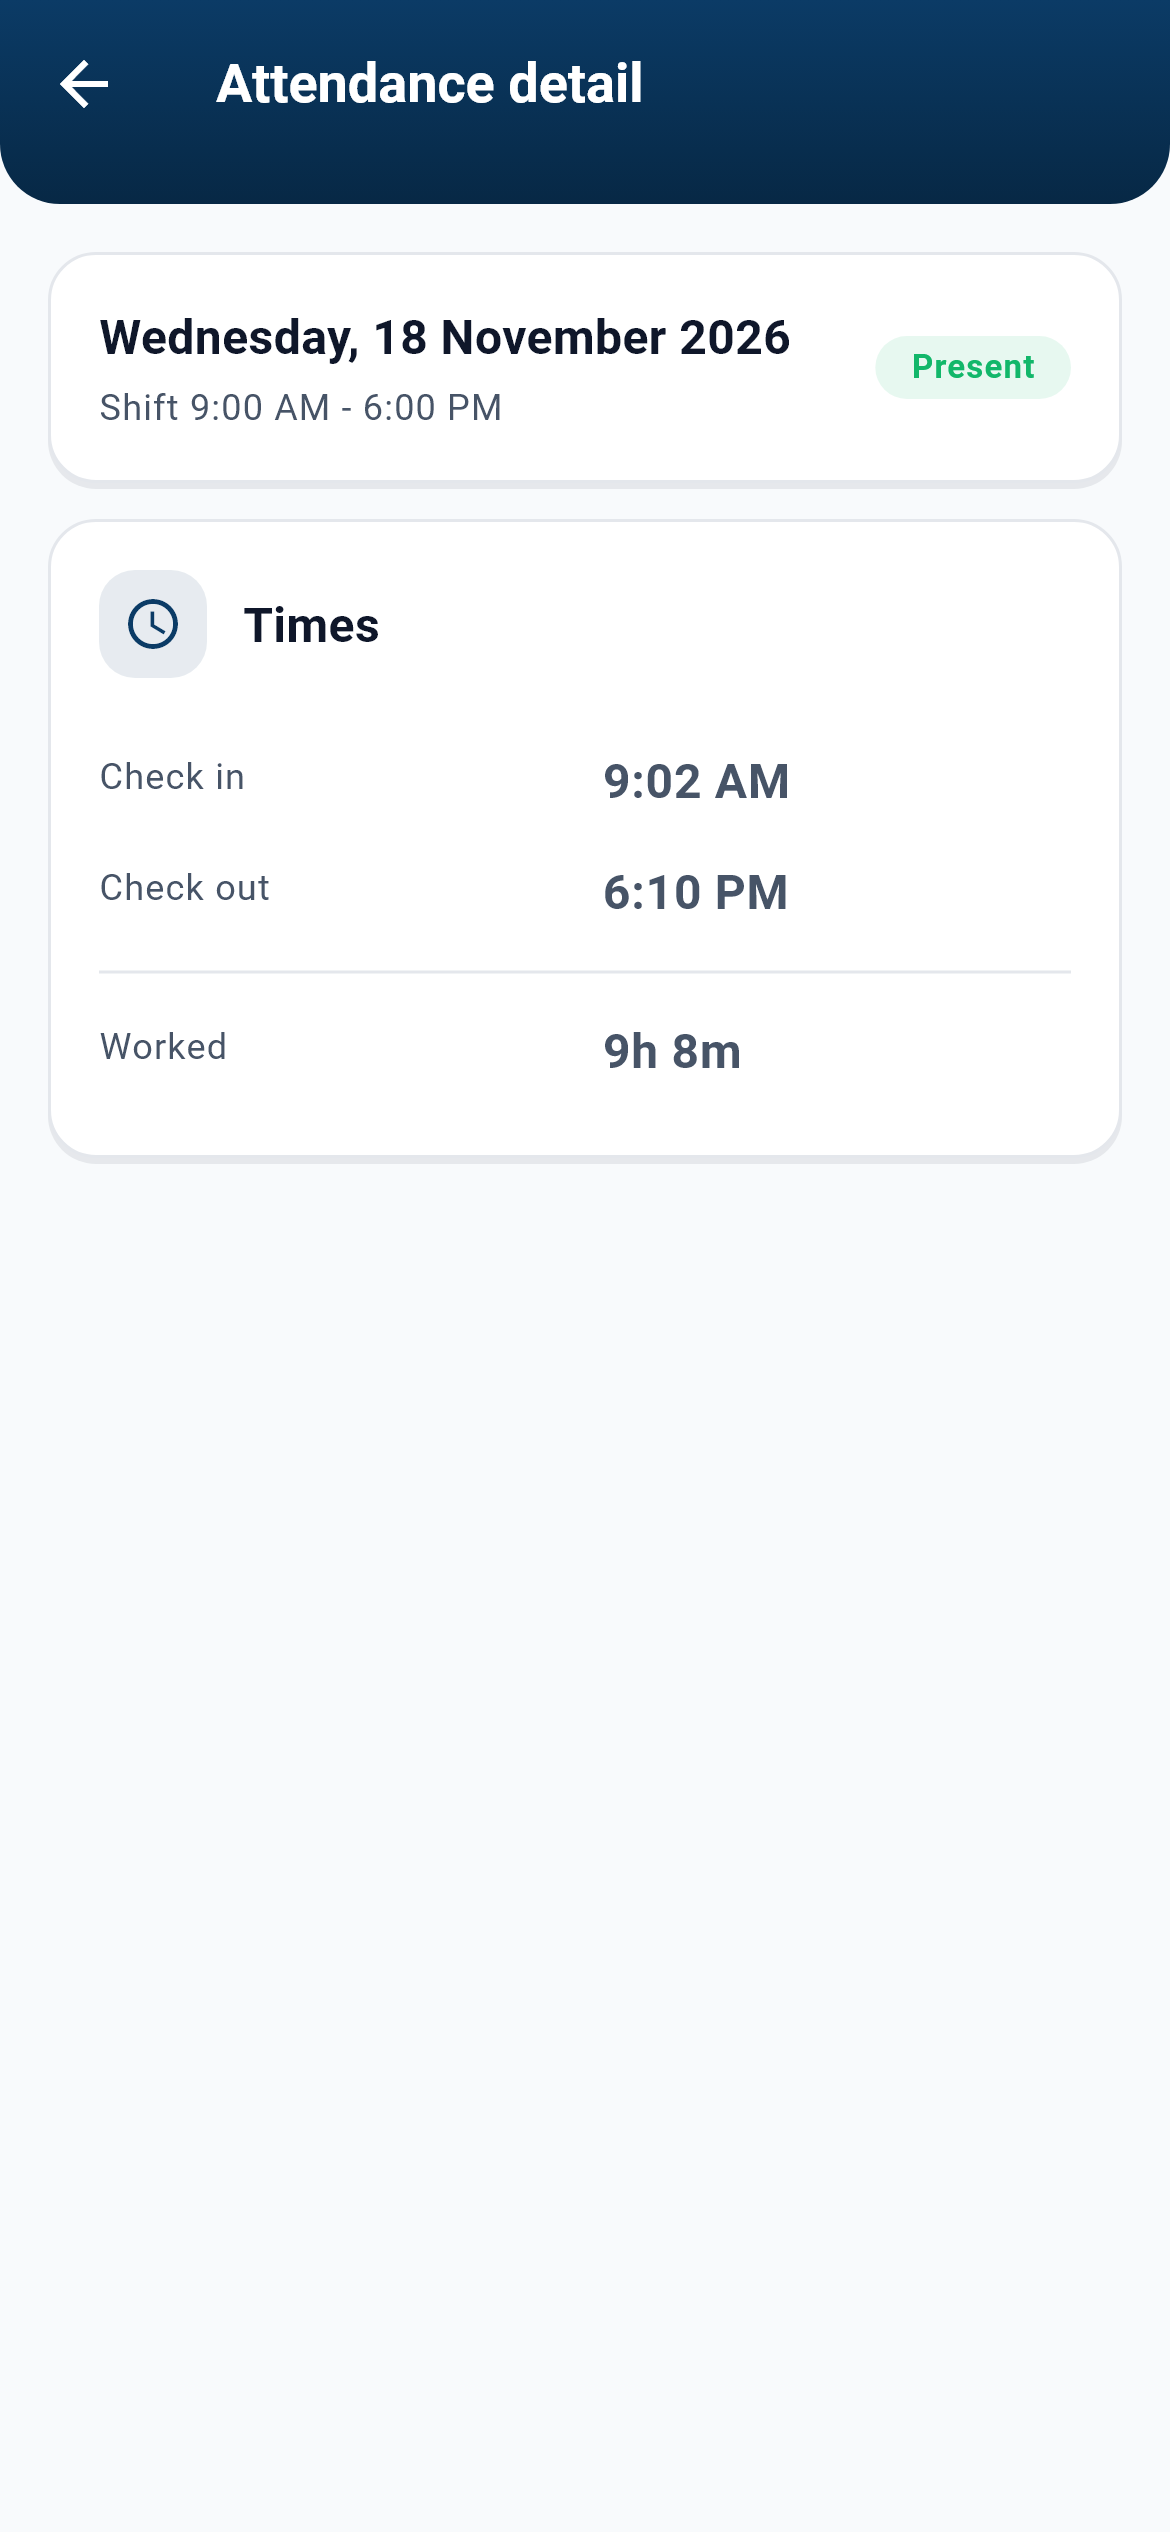 Attendance detail
Wednesday, 18 November 2026
Shift 9:00 AM - 6:00 PM
Present
Times
Check in 9:02 AM
Check out 6:10 PM
Worked 9h 8m